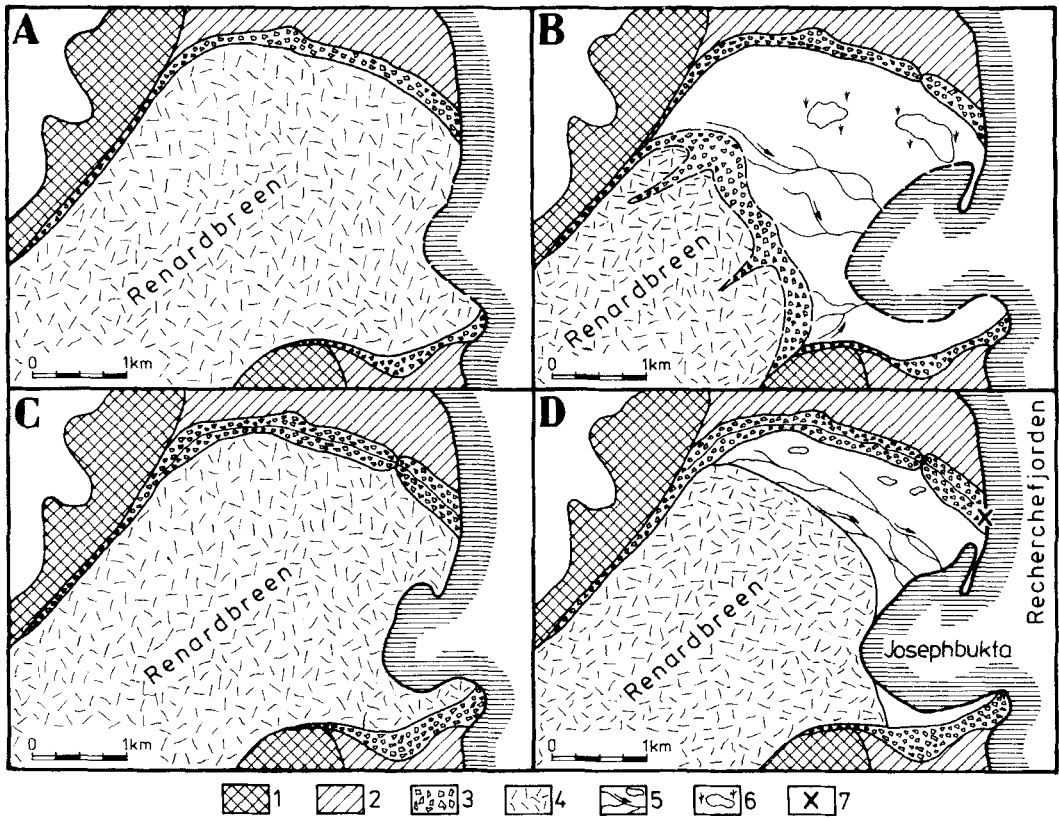 A
Renardbreen
0 1km
B
Renardbreen
0 1km
C
Renardbreen
0 1km
D
Renardbreen
Josephbukta
Recherchefjorden
0 1km
1 2 3 4 5 6 7